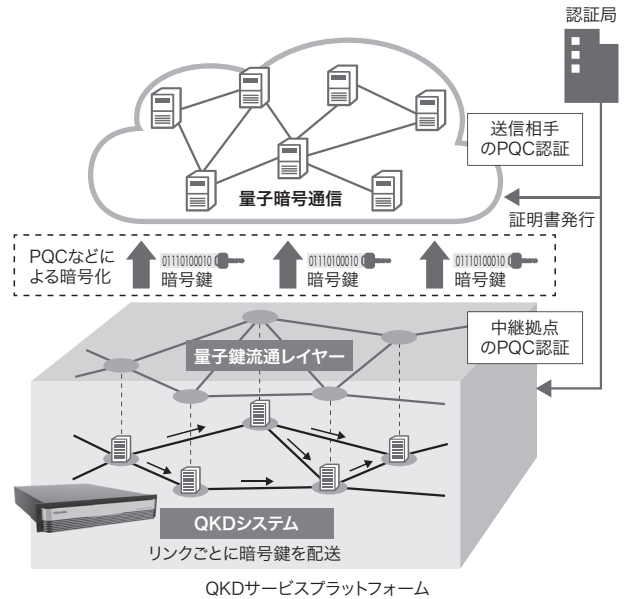 認証局
送信相手
のPQC認証
量子暗号通信
証明書発行
PQCなどに
よる暗号化
01110100010
暗号鍵
01110100010
暗号鍵
01110100010
暗号鍵
中継拠点
のPQC認証
量子鍵流通レイヤー
TOSHIBA
QKDシステム
リンクごとに暗号鍵を配送
QKDサービスプラットフォーム